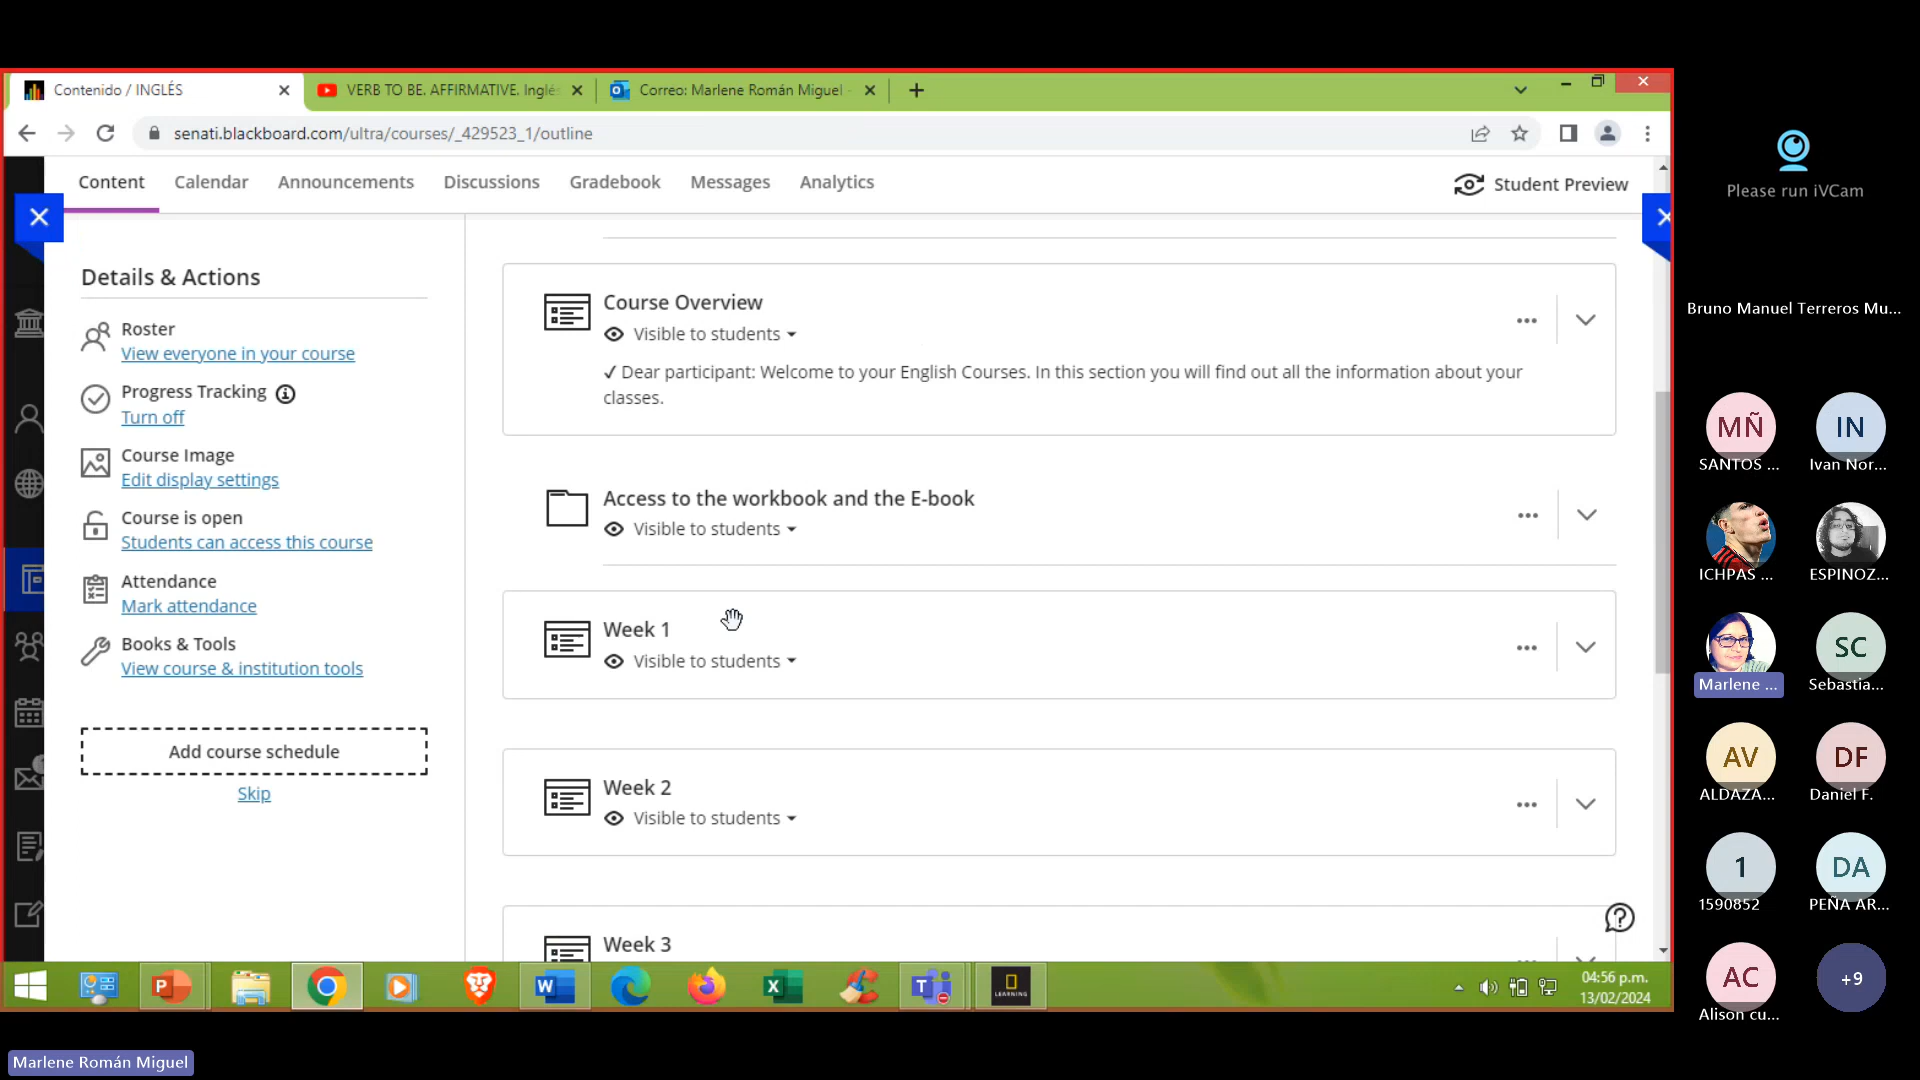 Contenido / INGLÉS
VERB TO BE. AFFIRMATIVE. Inglé
Correo: Marlene Román Miguel -
senati.blackboard.com/ultra/courses/_429523_1/outline
Content
Calendar
Announcements
Discussions
Gradebook
Messages
Analytics
Student Preview
Details & Actions
Roster
View everyone in your course
Progress Tracking
Turn off
Course Image
Edit display settings
Course is open
Students can access this course
Attendance
Mark attendance
Books & Tools
View course & institution tools
Add course schedule
Skip
Course Overview
Visible to students
✓ Dear participant: Welcome to your English Courses. In this section you will find out all the information about your
classes.
Access to the workbook and the E-book
Visible to students
Week 1
Visible to students
Week 2
Visible to students
Week 3
LEARNING
04:56 p.m.
13/02/2024
Please run iVCam
Bruno Manuel Terreros Mu...
MÑ
SANTOS ...
IN
Ivan Nor...
ICHPAS ...
ESPINOZ...
Marlene ...
SC
Sebastia...
AV
ALDAZA...
DF
Daniel F.
1
1590852
DA
PEÑA AR...
AC
Alison cu...
+9
Marlene Román Miguel